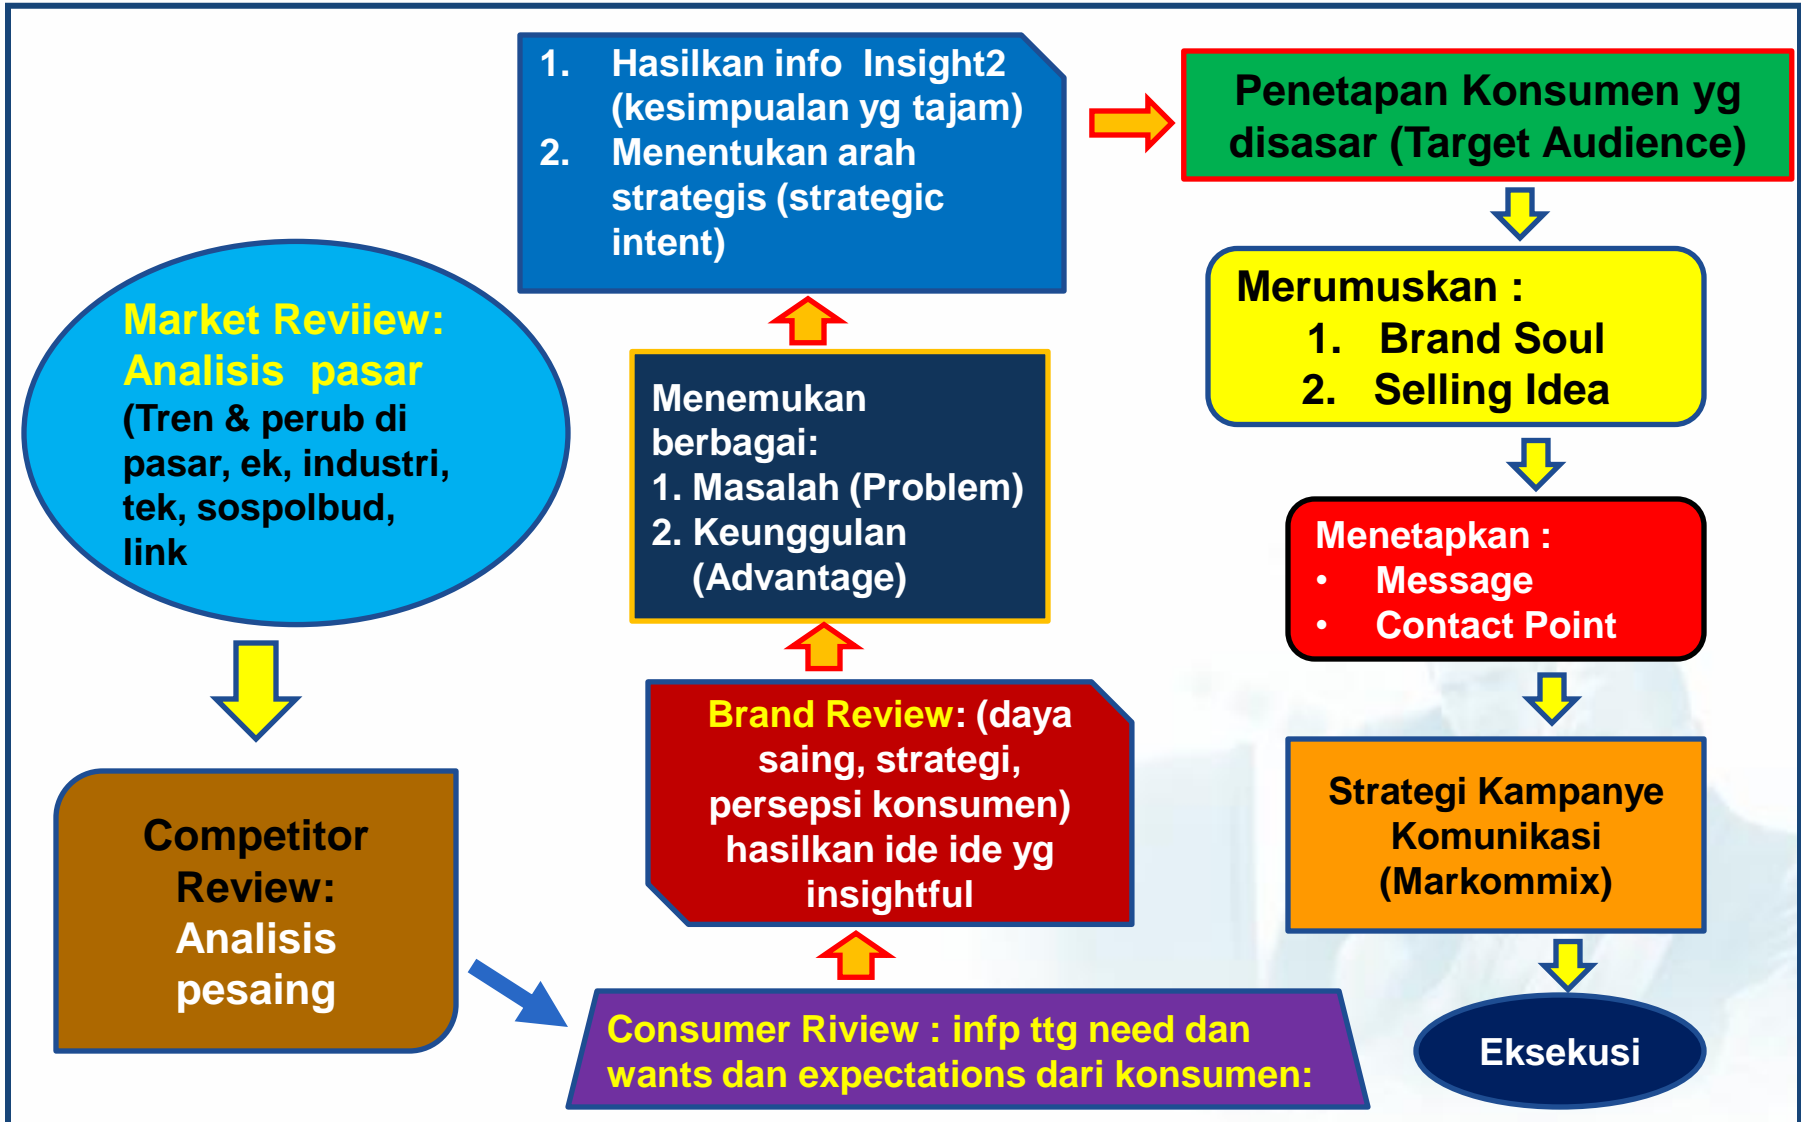 Market Reviiew:
Analisis pasar
(Tren & perub di
pasar, ek, industri,
tek, sospolbud,
link
Competitor
Review:
Analisis
pesaing
Consumer Riview : infp ttg need dan
wants dan expectations dari konsumen:
Brand Review: (daya
saing, strategi,
persepsi konsumen)
hasilkan ide ide yg
insightful
Menemukan
berbagai:
1. Masalah (Problem)
2. Keunggulan
(Advantage)
1. Hasilkan info Insight2
(kesimpualan yg tajam)
2. Menentukan arah
strategis (strategic
intent)
Penetapan Konsumen yg
disasar (Target Audience)
Merumuskan :
1. Brand Soul
2. Selling Idea
Menetapkan :
• Message
• Contact Point
Strategi Kampanye
Komunikasi
(Markommix)
Eksekusi